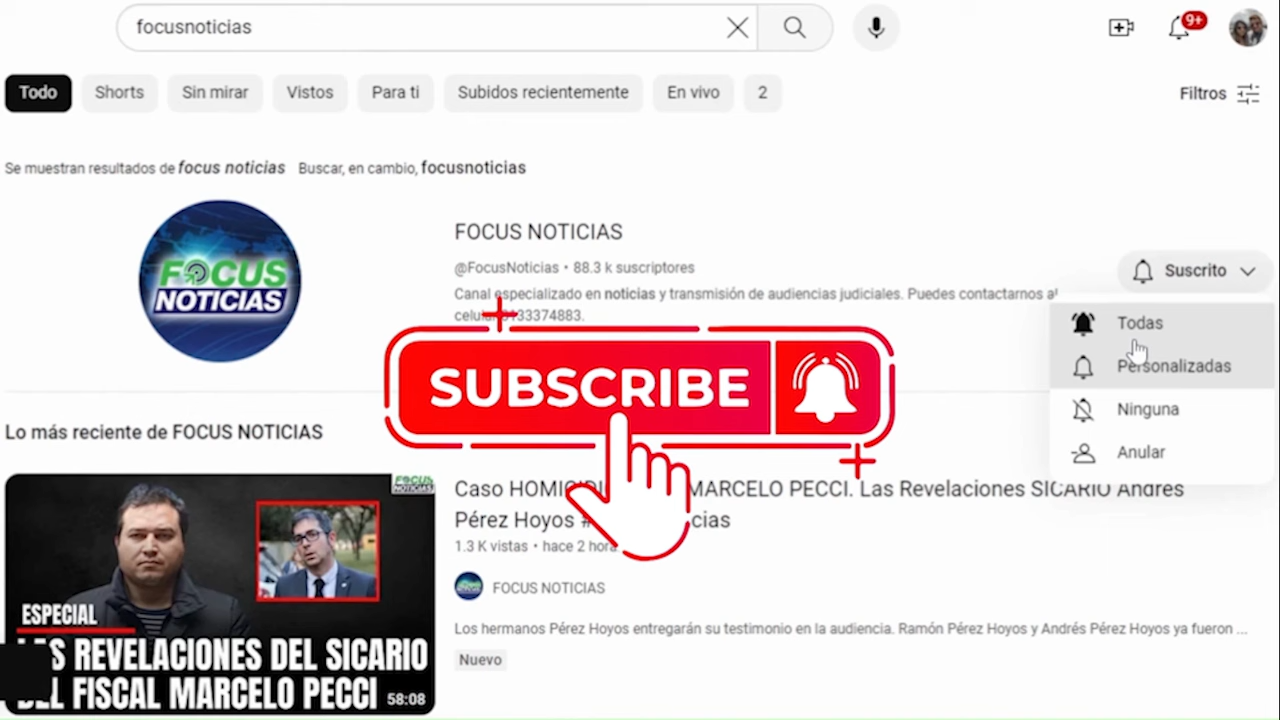 focusnoticias
9+
Todo
Shorts
Sin mirar
Vistos
Para ti
Subidos recientemente
En vivo
2
Filtros
Se muestran resultados de focus noticias Buscar, en cambio, focusnoticias
FOCUS
NOTICIAS
FOCUS NOTICIAS
@FocusNoticias • 88.3 k suscriptores
Canal especializado en noticias y transmisión de audiencias judiciales. Puedes contactarnos al
33374883.
Suscrito
Todas
Personalizadas
Ninguna
Anular
SUBSCRIBE
Lo más reciente de FOCUS NOTICIAS
FOCUS
NOTICIAS
ESPECIAL
REVELACIONES DEL SICARIO
FISCAL MARCELO PECCI
58:08
Caso MARCELO PECCI. Las Revelaciones SICARIO Andrés
Pérez Hoyos
1.3 K vistas • hace 2
FOCUS NOTICIAS
Los hermanos Pérez Hoyos entregarán su testimonio en la audiencia. Ramón Pérez Hoyos y Andrés Pérez Hoyos ya fueron ...
Nuevo